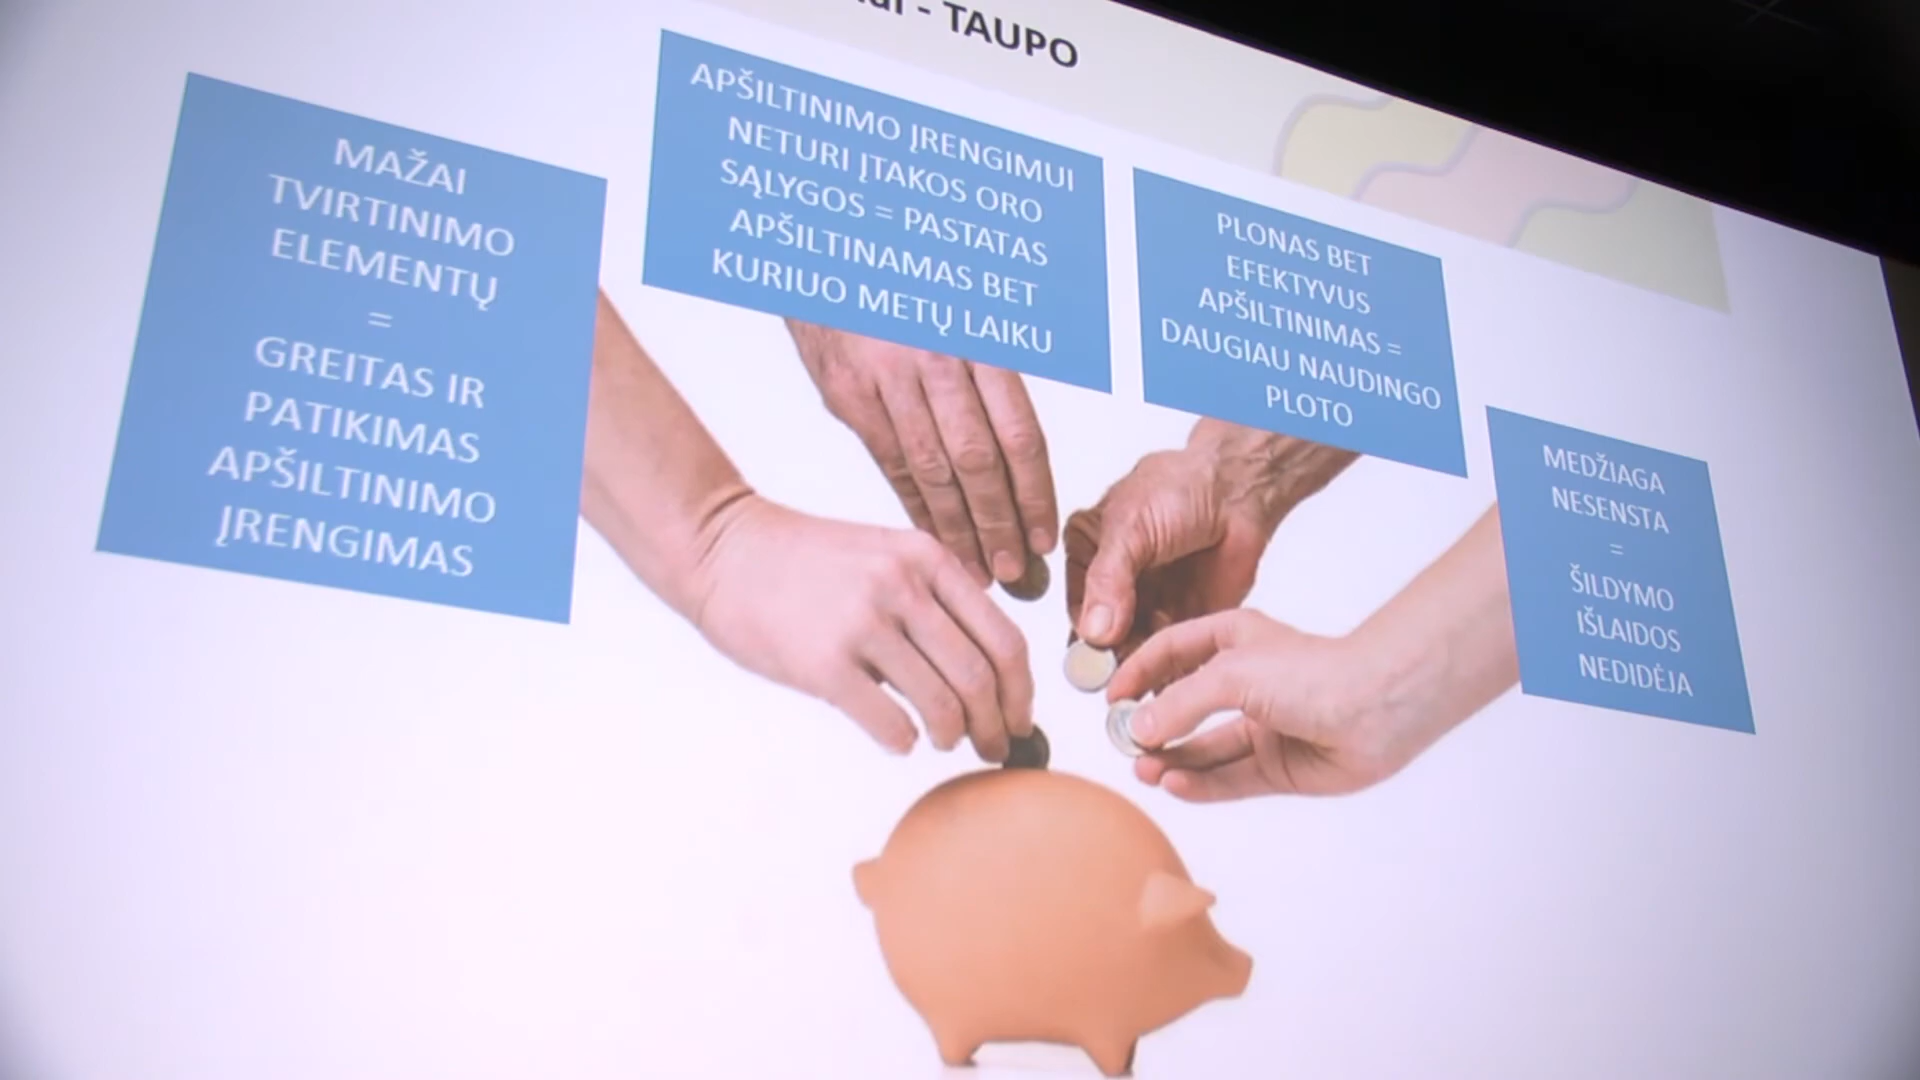 - TAUPO
MAŽAI
TVIRTINIMO
ELEMENTŲ
=
GREITAS IR
PATIKIMAS
APŠILTINIMO
ĮRENGIMAS
APŠILTINIMO ĮRENGIMUI
NETURI ĮTAKOS ORO
SĄLYGOS = PASTATAS
APŠILTINAMAS BET
KURIUO METŲ LAIKU
PLONAS BET
EFEKTYVUS
APŠILTINIMAS =
DAUGIAU NAUDINGO
PLOTO
MEDŽIAGA
NESENSTA
=
ŠILDYMO
IŠLAIDOS
NEDIDĖJA